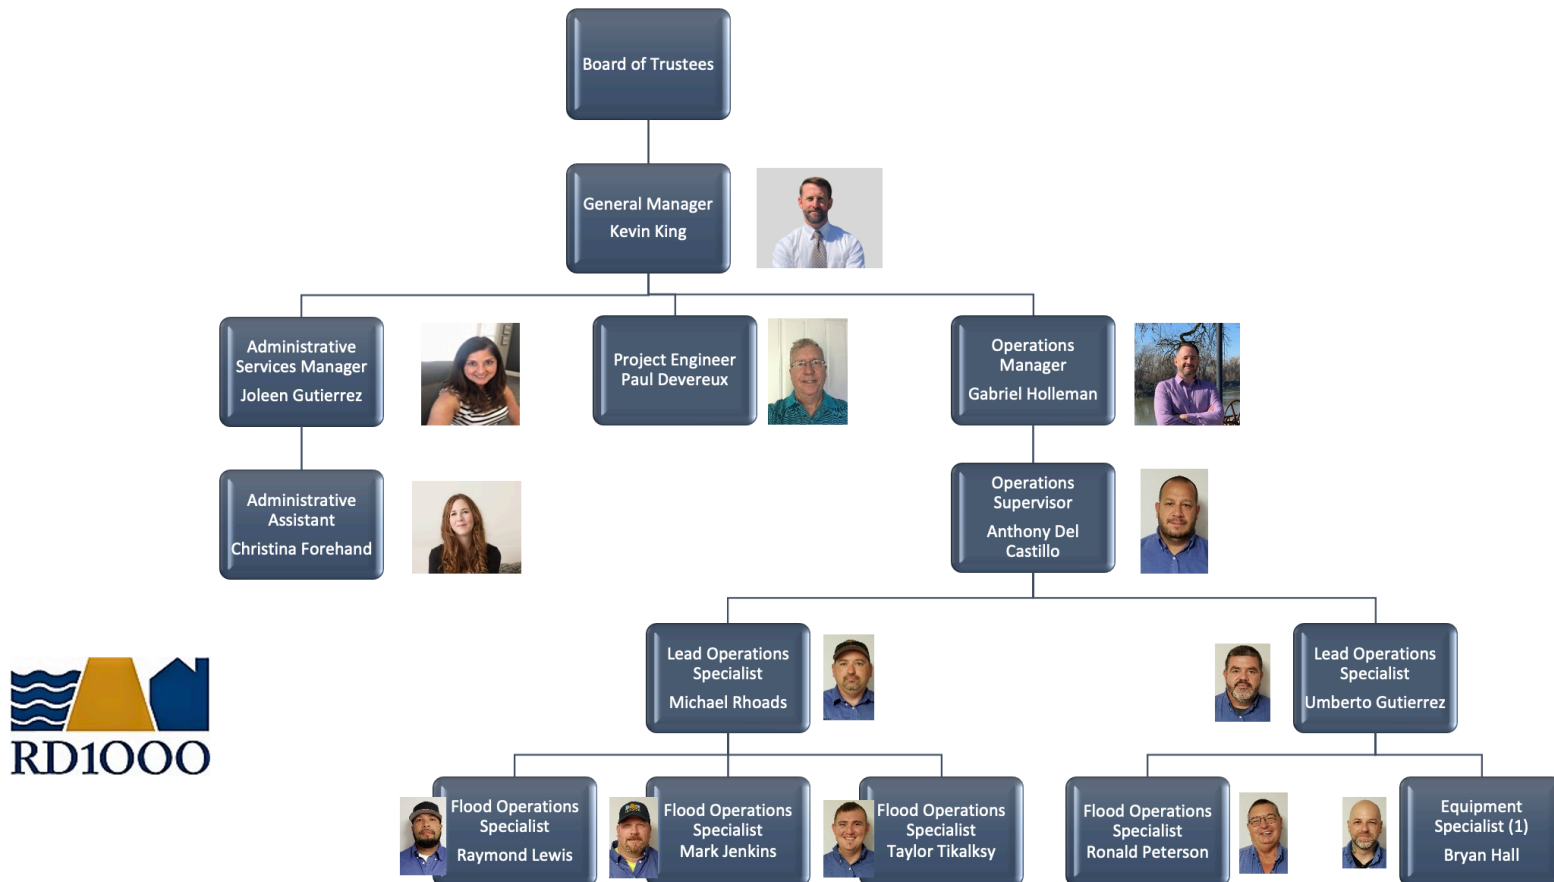 Board of Trustees
General Manager
Kevin King
Administrative
Services Manager
Joleen Gutierrez
Project Engineer
Paul Devereux
Operations
Manager
Gabriel Holleman
Administrative
Assistant
Christina Forehand
Operations
Supervisor
Anthony Del
Castillo
Lead Operations
Specialist
Michael Rhoads
Lead Operations
Specialist
Umberto Gutierrez
RD1000
Flood Operations
Specialist
Raymond Lewis
Flood Operations
Specialist
Mark Jenkins
Flood Operations
Specialist
Taylor Tikalksy
Flood Operations
Specialist
Ronald Peterson
Equipment
Specialist (1)
Bryan Hall